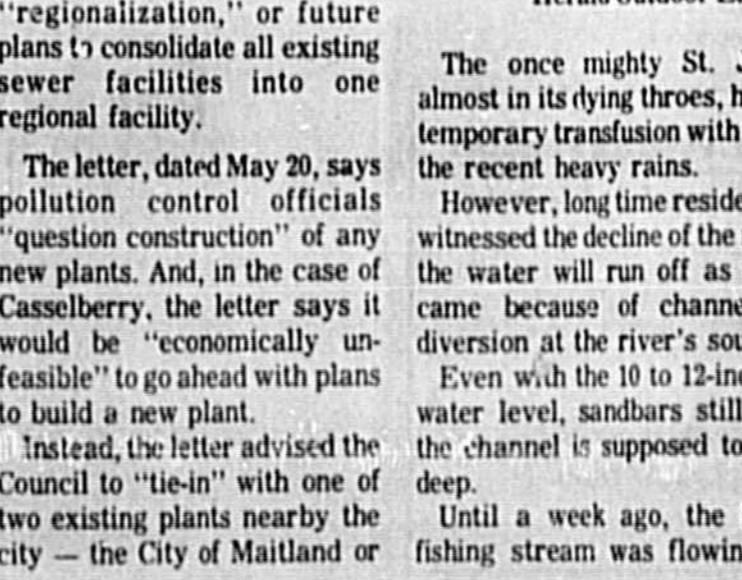 "regionalization," or future
plans to consolidate all existing
sewer facilities into one
regional facility.
The letter, dated May 20, says
pollution control officials
"question construction" of any
new plants. And, in the case of
Casselberry, the letter says it
would be "economically un-
feasible" to go ahead with plans
to build a new plant.
Instead, the letter advised the
Council to "tie-in" with one of
two existing plants nearby the
city — the City of Maitland or
The once mighty St.
almost in its dying throes,
temporary transfusion with
the recent heavy rains.
However, long time reside
witnessed the decline of the
the water will run off as
came because of channe
diversion at the river's sou
Even with the 10 to 12-inc
water level, sandbars still
the channel is supposed to
deep.
Until a week ago, the
fishing stream was flowin